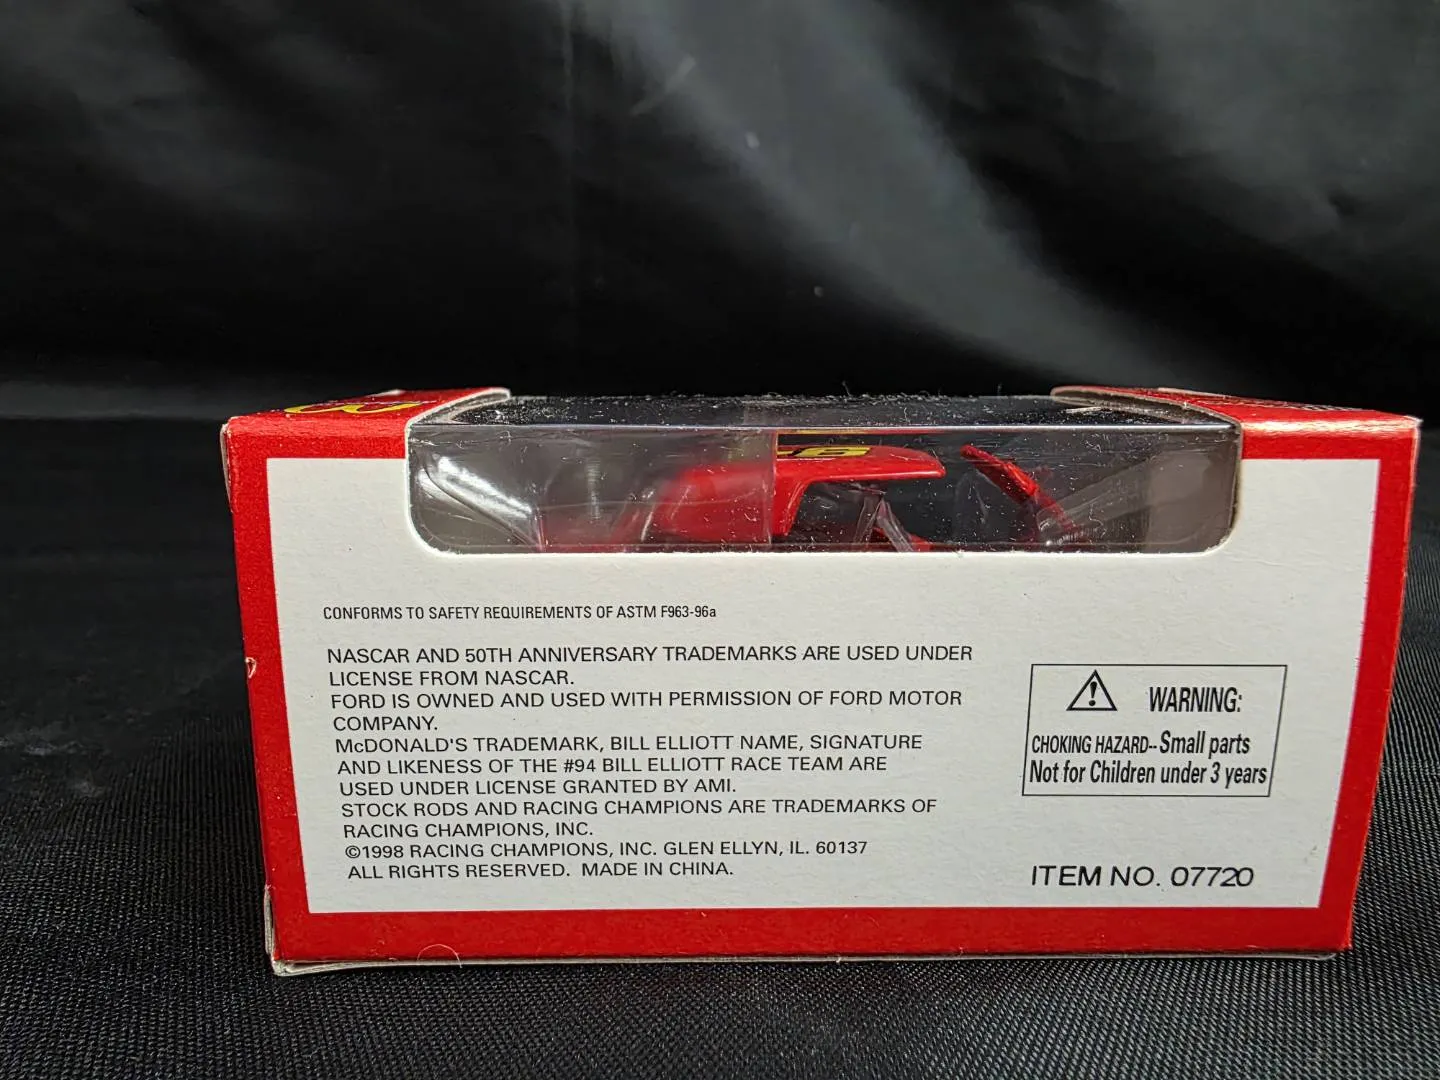 CONFORMS TO SAFETY REQUIREMENTS OF ASTM F963-96a
NASCAR AND 50TH ANNIVERSARY TRADEMARKS ARE USED UNDER
LICENSE FROM NASCAR.
FORD IS OWNED AND USED WITH PERMISSION OF FORD MOTOR
COMPANY.
McDONALD'S TRADEMARK, BILL ELLIOTT NAME, SIGNATURE
AND LIKENESS OF THE #94 BILL ELLIOTT RACE TEAM ARE
USED UNDER LICENSE GRANTED BY AMI.
STOCK RODS AND RACING CHAMPIONS ARE TRADEMARKS OF
RACING CHAMPIONS, INC.
©1998 RACING CHAMPIONS, INC. GLEN ELLYN, IL. 60137
ALL RIGHTS RESERVED. MADE IN CHINA.
WARNING:
CHOKING HAZARD--Small parts
Not for Children under 3 years
ITEM NO. 07720